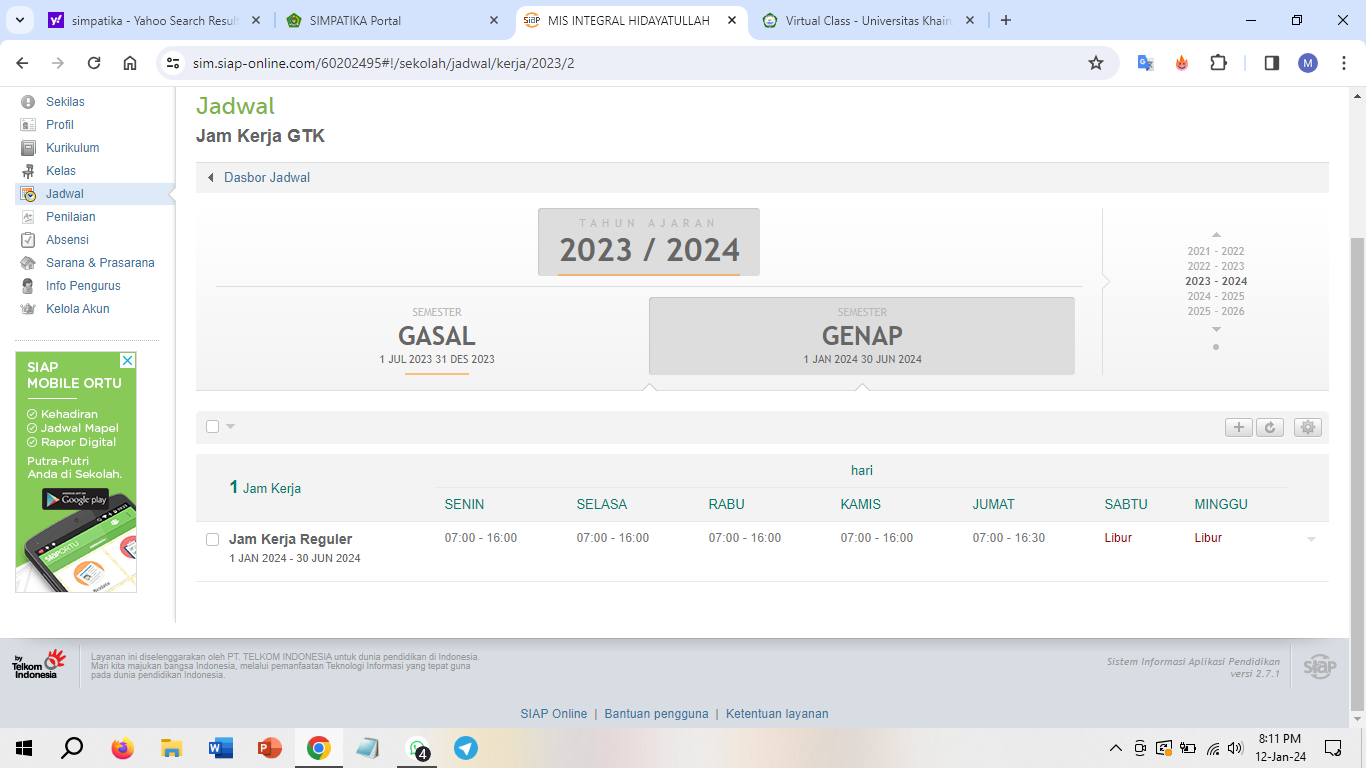 simpatika - Yahoo Search Resul
SIMPATIKA Portal
MIS INTEGRAL HIDAYATULLAH
Virtual Class - Universitas Khair
sim.siap-online.com/60202495#!/sekolah/jadwal/kerja/2023/2
M
Sekilas
Profil
Kurikulum
Kelas
Jadwal
Penilaian
Absensi
Sarana & Prasarana
Info Pengurus
Kelola Akun
SIAP
MOBILE ORTU
Kehadiran
Jadwal Mapel
Rapor Digital
Putra-Putri
Anda di Sekolah.
Google play
SIAPORTU
Jadwal
Jam Kerja GTK
Dasbor Jadwal
TAHUN AJARAN
2023 / 2024
SEMESTER
GASAL
1 JUL 2023 31 DES 2023
SEMESTER
GENAP
1 JAN 2024 30 JUN 2024
2021 - 2022
2022 - 2023
2023 - 2024
2024 - 2025
2025 - 2026
1 Jam Kerja
hari
SENIN SELASA RABU KAMIS JUMAT SABTU MINGGU
Jam Kerja Reguler 07:00 - 16:00 07:00 - 16:00 07:00 - 16:00 07:00 - 16:00 07:00 - 16:30 Libur Libur
1 JAN 2024 - 30 JUN 2024
by
Telkom
Indonesia
Layanan ini diselenggarakan oleh PT. TELKOM INDONESIA untuk dunia pendidikan di Indonesia.
Mari kita majukan bangsa Indonesia, melalui pemanfaatan Teknologi Informasi yang tepat guna
pada dunia pendidikan Indonesia.
Sistem Informasi Aplikasi Pendidikan
versi 2.7.1
siap
SIAP Online | Bantuan pengguna | Ketentuan layanan
4
8:11 PM
12-Jan-24